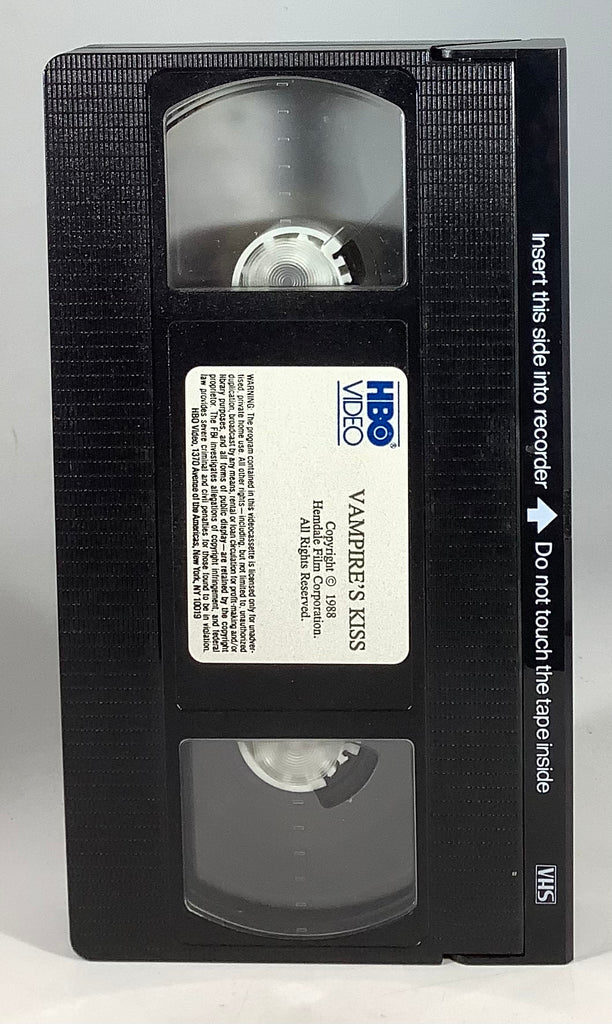 HBO®
VIDEO
VAMPIRE'S KISS
Copyright © 1988
Hemdale Film Corporation.
All Rights Reserved.
WARNING: The program contained in this videocassette is licensed only for unadver-
tised, private home use. All other rights—including, but not limited to, unauthorized
duplication, broadcast by any means, rental or loan circulation for profit-making and/or
library purposes, and all forms of public display—are retained by the copyright
proprietor. The FBI investigates allegations of copyright infringement, and federal
law provides severe criminal and civil penalties for those found to be in violation.
HBO Video, 1370 Avenue of the Americas, New York, NY 10019
Insert this side into recorder Do not touch the tape inside
VHS